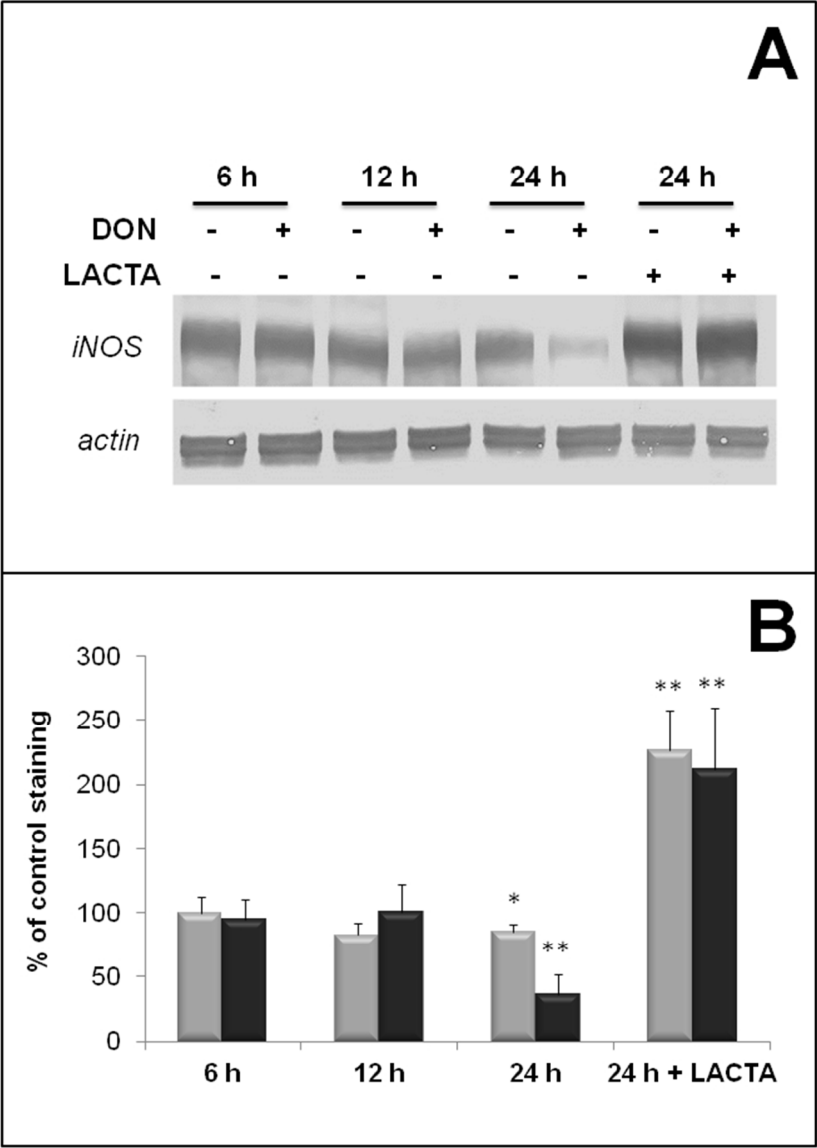 A
6 h 12 h 24 h 24 h
DON - + - + - + - +
LACTA - - - - - - + +
iNOS
actin
B
% of control staining
300
250
200
150
100
50
0
* ** ** **
6 h 12 h 24 h 24 h + LACTA